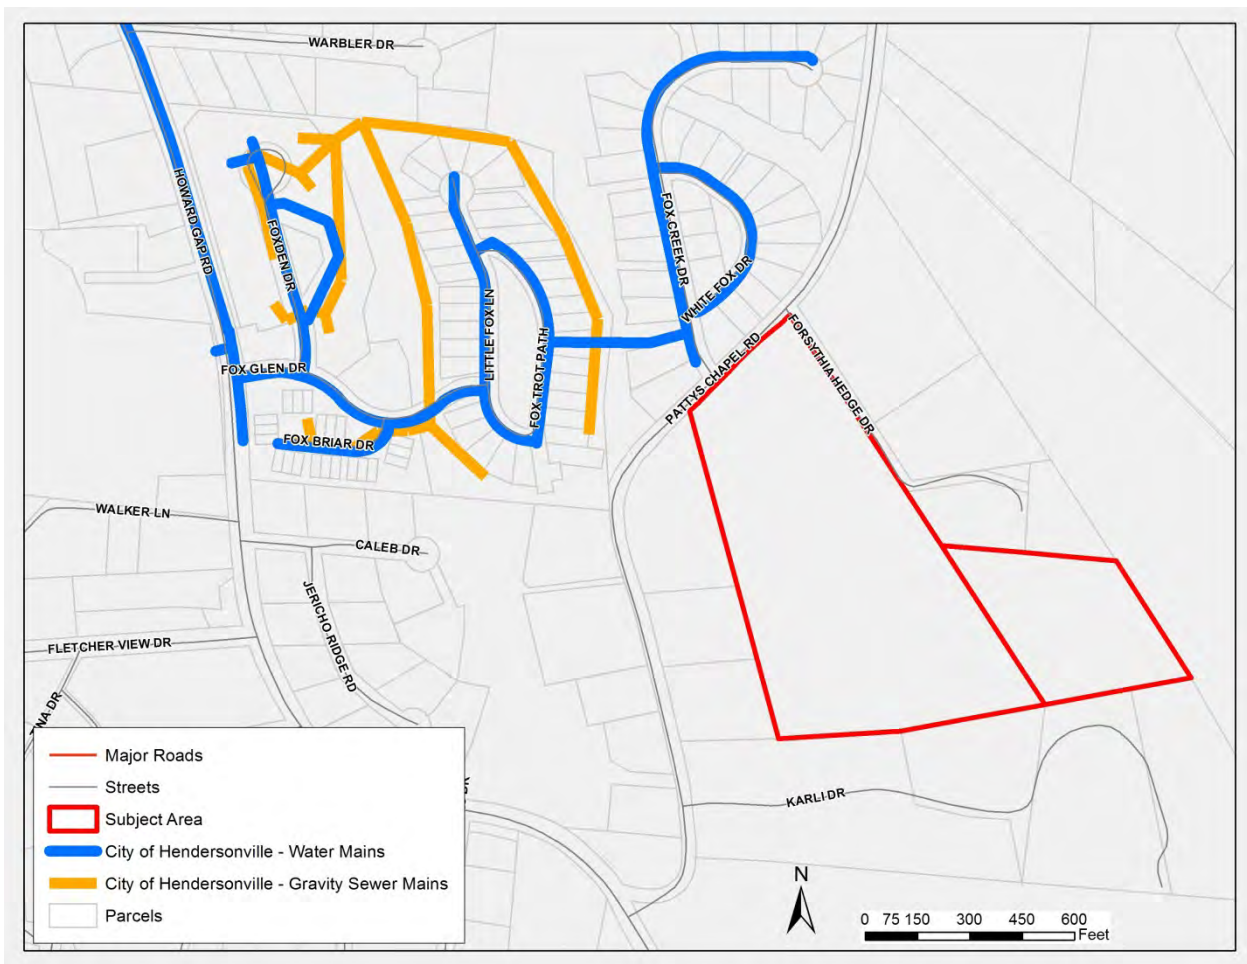 WARBLER DR
HOWARD GAP RD
FOXDEN DR
FOX CREEK DR
WHITE FOX DR
LITTLE FOX LN
FOX TROT PATH
FOX GLEN DR
PATTYS CHAPEL RD
FORSYTHIA HEDGE DR
FOX BRIAR DR
WALKER LN
CALEB DR
JERICHO RIDGE RD
FLETCHER VIEW DR
NA DR
KARLI DR
Major Roads
Streets
Subject Area
City of Hendersonville - Water Mains
City of Hendersonville - Gravity Sewer Mains
Parcels
N
0 75 150 300 450 600
Feet